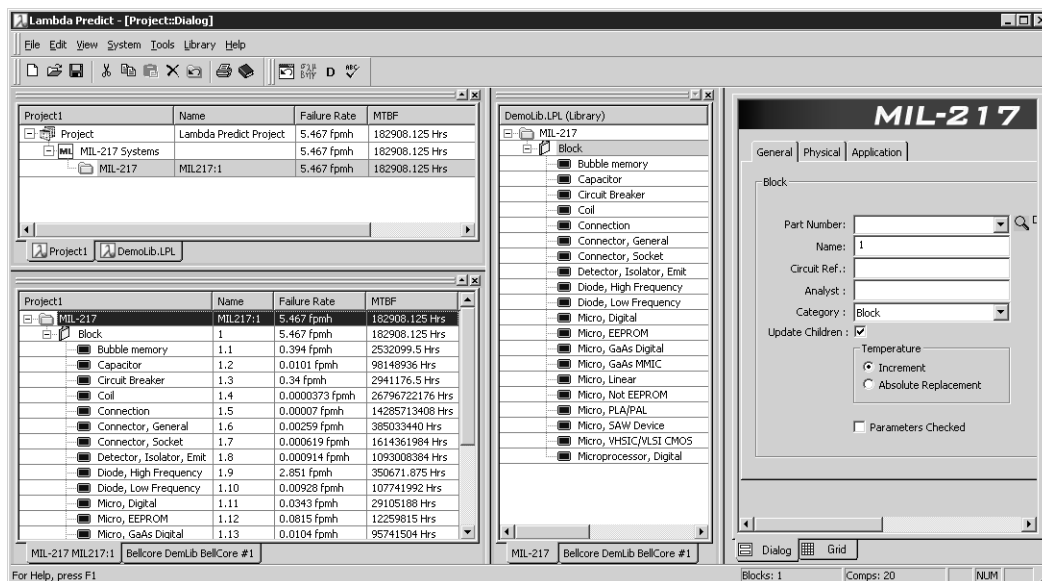 Lambda Predict - [Project::Dialog]
File Edit View System Tools Library Help
D ABC
Project1 Name Failure Rate MTBF
Project Lambda Predict Project 5.467 fpmh 182908.125 Hrs
ML MIL-217 Systems 5.467 fpmh 182908.125 Hrs
MIL-217 MIL217:1 5.467 fpmh 182908.125 Hrs
Project1 DemoLib.LPL
Project1 Name Failure Rate MTBF
MIL-217 MIL217:1 5.467 fpmh 182908.125 Hrs
Block 1 5.467 fpmh 182908.125 Hrs
Bubble memory 1.1 0.394 fpmh 2532099.5 Hrs
Capacitor 1.2 0.0101 fpmh 98148936 Hrs
Circuit Breaker 1.3 0.34 fpmh 2941176.5 Hrs
Coil 1.4 0.0000373 fpmh 26796722176 Hrs
Connection 1.5 0.00007 fpmh 14285713408 Hrs
Connector, General 1.6 0.00259 fpmh 385033440 Hrs
Connector, Socket 1.7 0.000619 fpmh 1614361984 Hrs
Detector, Isolator, Emit 1.8 0.000914 fpmh 1093008384 Hrs
Diode, High Frequency 1.9 2.851 fpmh 350671.875 Hrs
Diode, Low Frequency 1.10 0.00928 fpmh 107741992 Hrs
Micro, Digital 1.11 0.0343 fpmh 29105188 Hrs
Micro, EEPROM 1.12 0.0815 fpmh 12259815 Hrs
Micro, GaAs Digital 1.13 0.0104 fpmh 95741504 Hrs
MIL-217 MIL217:1 Bellcore DemLib BellCore #1
DemoLib.LPL (Library)
MIL-217
Block
Bubble memory
Capacitor
Circuit Breaker
Coil
Connection
Connector, General
Connector, Socket
Detector, Isolator, Emit
Diode, High Frequency
Diode, Low Frequency
Micro, Digital
Micro, EEPROM
Micro, GaAs Digital
Micro, GaAs MMIC
Micro, Linear
Micro, Not EEPROM
Micro, PLA/PAL
Micro, SAW Device
Micro, VHSIC/VLSI CMOS
Microprocessor, Digital
MIL-217 Bellcore DemLib BellCore #1
MIL-217
General Physical Application
Block
Part Number:
Name: 1
Circuit Ref.:
Analyst :
Category : Block
Update Children :
Temperature
Increment
Absolute Replacement
Parameters Checked
Dialog Grid
For Help, press F1 Blocks: 1 Comps: 20 NUM